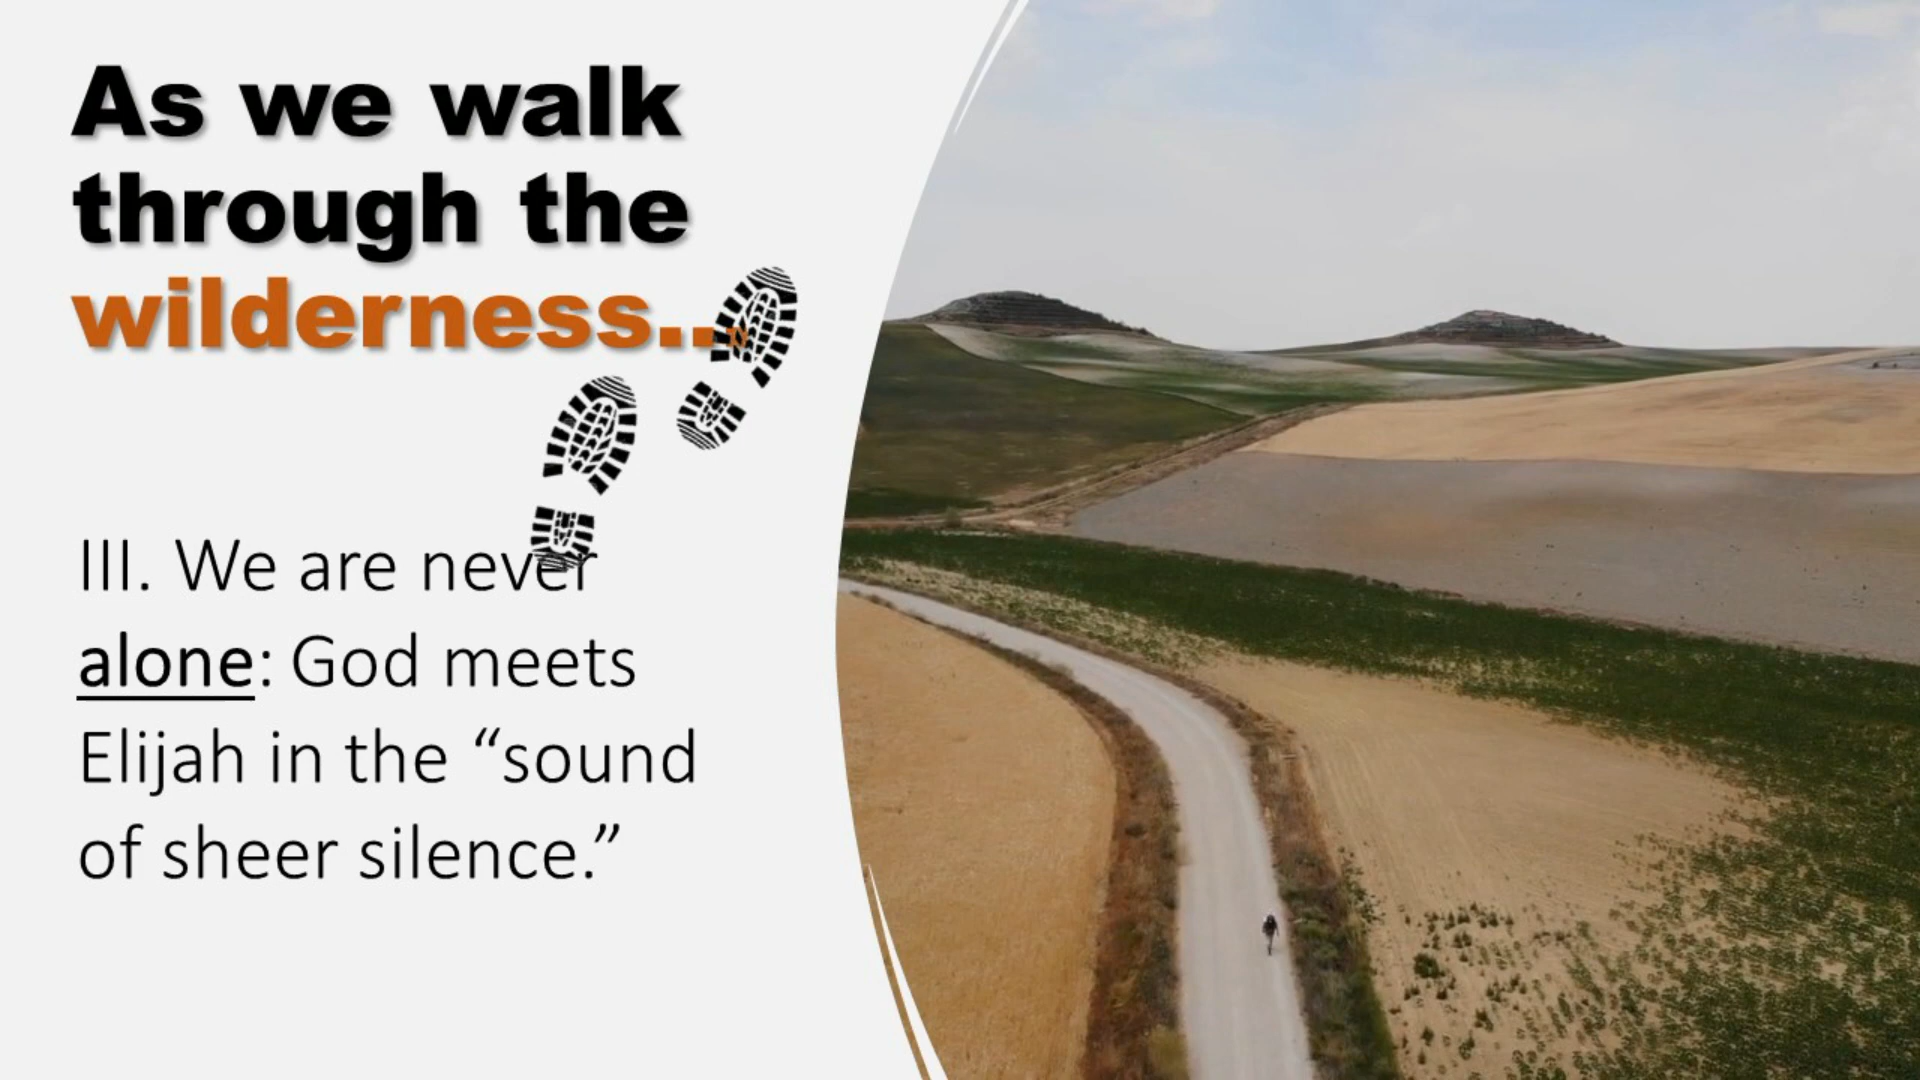 As we walk
through the
wilderness...
III. We are never
alone: God meets
Elijah in the “sound
of sheer silence.”